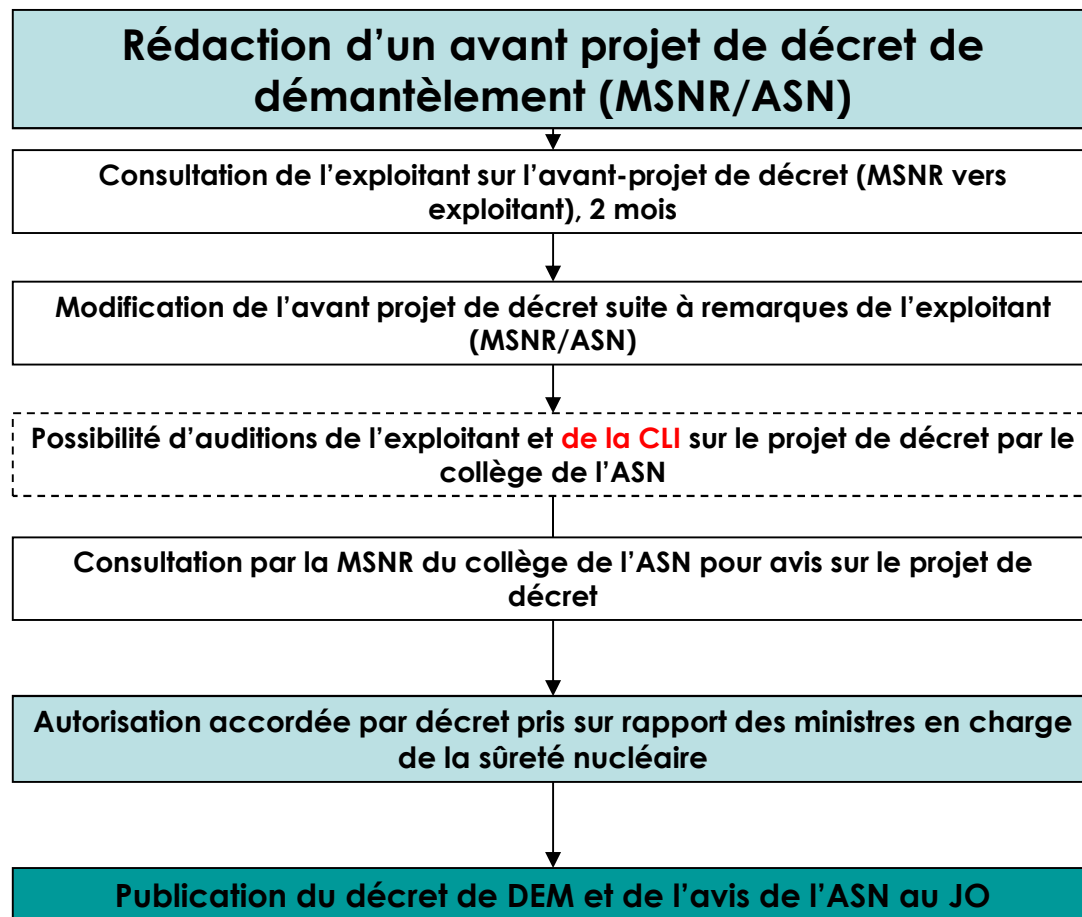 Rédaction d’un avant projet de décret de
démantèlement (MSNR/ASN)
Consultation de l’exploitant sur l’avant-projet de décret (MSNR vers
exploitant), 2 mois
Modification de l’avant projet de décret suite à remarques de l’exploitant
(MSNR/ASN)
Possibilité d’auditions de l’exploitant et de la CLI sur le projet de décret par le
collège de l’ASN
Consultation par la MSNR du collège de l’ASN pour avis sur le projet de
décret
Autorisation accordée par décret pris sur rapport des ministres en charge
de la sûreté nucléaire
Publication du décret de DEM et de l’avis de l’ASN au JO